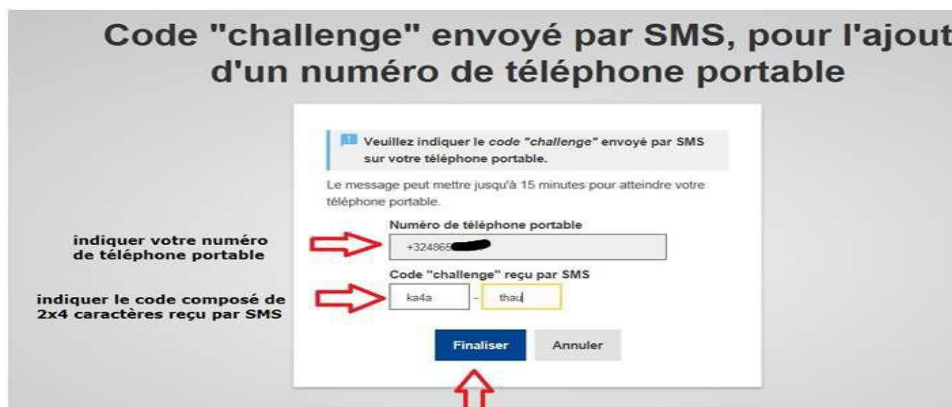 Code "challenge" envoyé par SMS, pour l'ajout
d'un numéro de téléphone portable
Veuillez indiquer le code "challenge" envoyé par SMS
sur votre téléphone portable.
Le message peut mettre jusqu'à 15 minutes pour atteindre votre
téléphone portable.
Numéro de téléphone portable
indiquer votre numéro
de téléphone portable
+324865
Code "challenge" reçu par SMS
indiquer le code composé de
2x4 caractères reçu par SMS
ka4a - thau
Finaliser Annuler